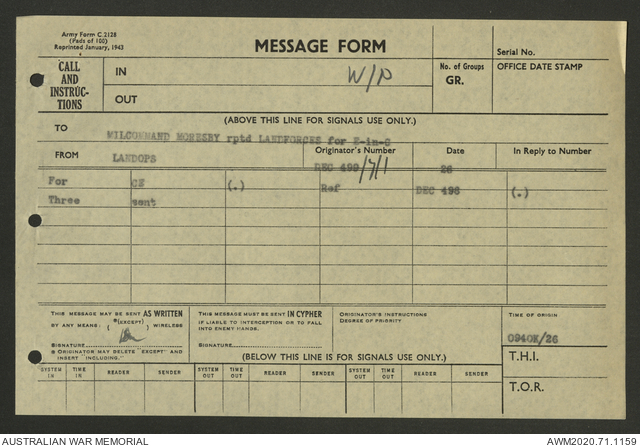 Army Form C.2128
(Pads of 100)
Reprinted January, 1943
MESSAGE FORM
Serial No.
CALL AND INSTRUC-TIONS
IN
W/P
No. of Groups
GR.
OFFICE DATE STAMP
OUT
(ABOVE THIS LINE FOR SIGNALS USE ONLY.)
TO
MILCOMMAND MORESBY rptd LANDFORCES for E-in-C
FROM
LANDOPS
Originator's Number
Date
In Reply to Number
DEC 499/7/1
26
For CE (.) Ref DEC 498 (.)
Three sent
THIS MESSAGE MAY BE SENT AS WRITTEN
BY ANY MEANS: { *(EXCEPT) } WIRELESS
SIGNATURE
* ORIGINATOR MAY DELETE "EXCEPT" AND INSERT "INCLUDING."
THIS MESSAGE MUST BE SENT IN CYPHER
IF LIABLE TO INTERCEPTION OR TO FALL
INTO ENEMY HANDS.
SIGNATURE
ORIGINATOR'S INSTRUCTIONS
DEGREE OF PRIORITY
TIME OF ORIGIN
0940K/26
(BELOW THIS LINE IS FOR SIGNALS USE ONLY.)
T.H.I.
SYSTEM IN TIME IN READER SENDER SYSTEM OUT TIME OUT READER SENDER SYSTEM OUT TIME OUT READER SENDER
T.O.R.
AUSTRALIAN WAR MEMORIAL
AWM2020.71.1159